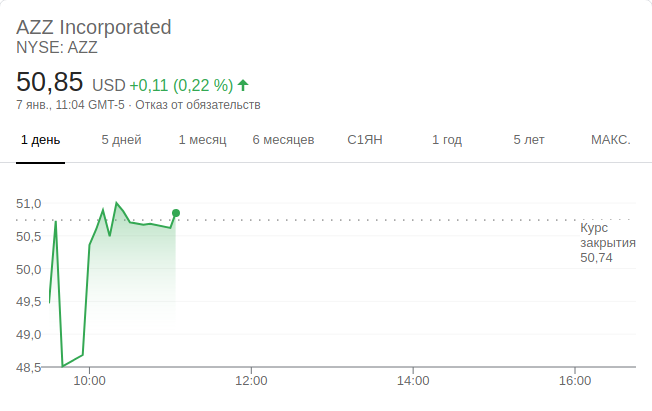 AZZ Incorporated
NYSE: AZZ
50,85 USD +0,11 (0,22 %)
7 янв., 11:04 GMT-5 · Отказ от обязательств
1 день 5 дней 1 месяц 6 месяцев С1ЯН 1 год 5 лет МАКС.
51,0
50,5
50,0
49,5
49,0
48,5
Курс
закрытия
50,74
10:00 12:00 14:00 16:00